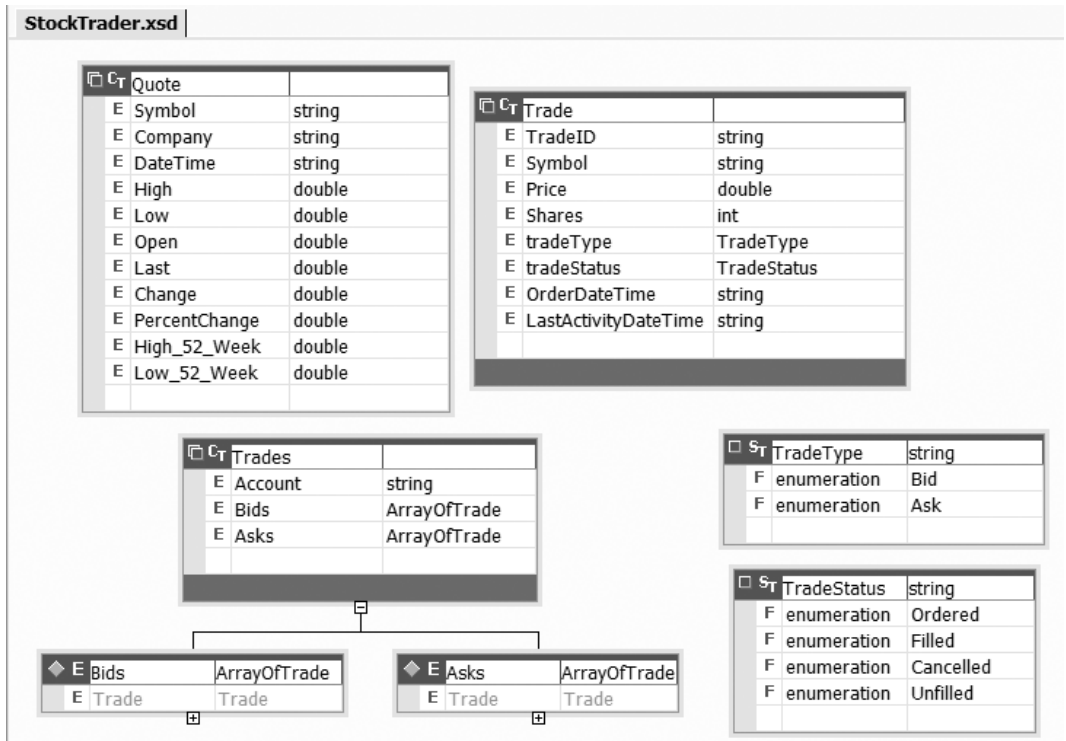 StockTrader.xsd
CT Quote
E Symbol string
E Company string
E DateTime string
E High double
E Low double
E Open double
E Last double
E Change double
E PercentChange double
E High_52_Week double
E Low_52_Week double
CT Trade
E TradeID string
E Symbol string
E Price double
E Shares int
E tradeType TradeType
E tradeStatus TradeStatus
E OrderDateTime string
E LastActivityDateTime string
CT Trades
E Account string
E Bids ArrayOfTrade
E Asks ArrayOfTrade
ST TradeType string
F enumeration Bid
F enumeration Ask
ST TradeStatus string
F enumeration Ordered
F enumeration Filled
F enumeration Cancelled
F enumeration Unfilled
E Bids ArrayOfTrade
E Trade Trade
E Asks ArrayOfTrade
E Trade Trade